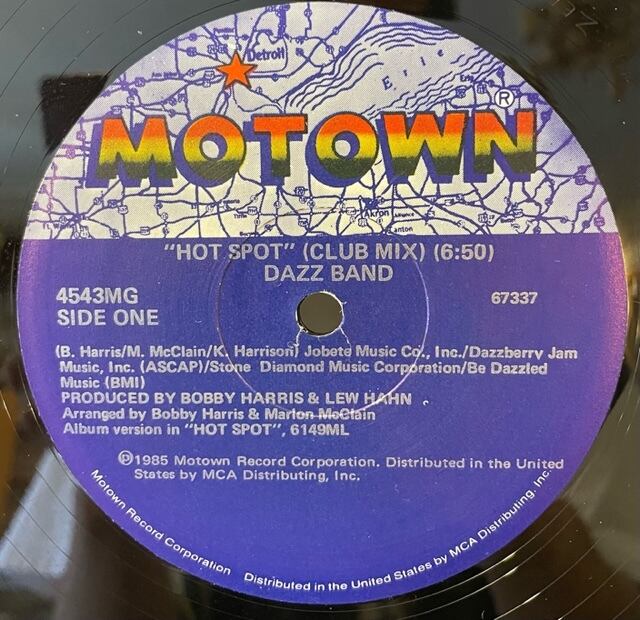 Detroit
Erie
MOTOWN®
Akron
"HOT SPOT" (CLUB MIX) (6:50)
DAZZ BAND
4543MG
67337
SIDE ONE
(B. Harris/M. McClain/K. Harrison) Jobete Music Co., Inc./Dazzberry Jam
Music, Inc. (ASCAP)/Stone Diamond Music Corporation/Be Dazzled
Music (BMI)
PRODUCED BY BOBBY HARRIS & LEW HAHN
Arranged by Bobby Harris & Marlon McClain
Album version in "HOT SPOT", 6149ML
℗1985 Motown Record Corporation. Distributed in the United
States by MCA Distributing, Inc.
Motown Record Corporation Distributed in the United States by MCA Distributing, Inc.